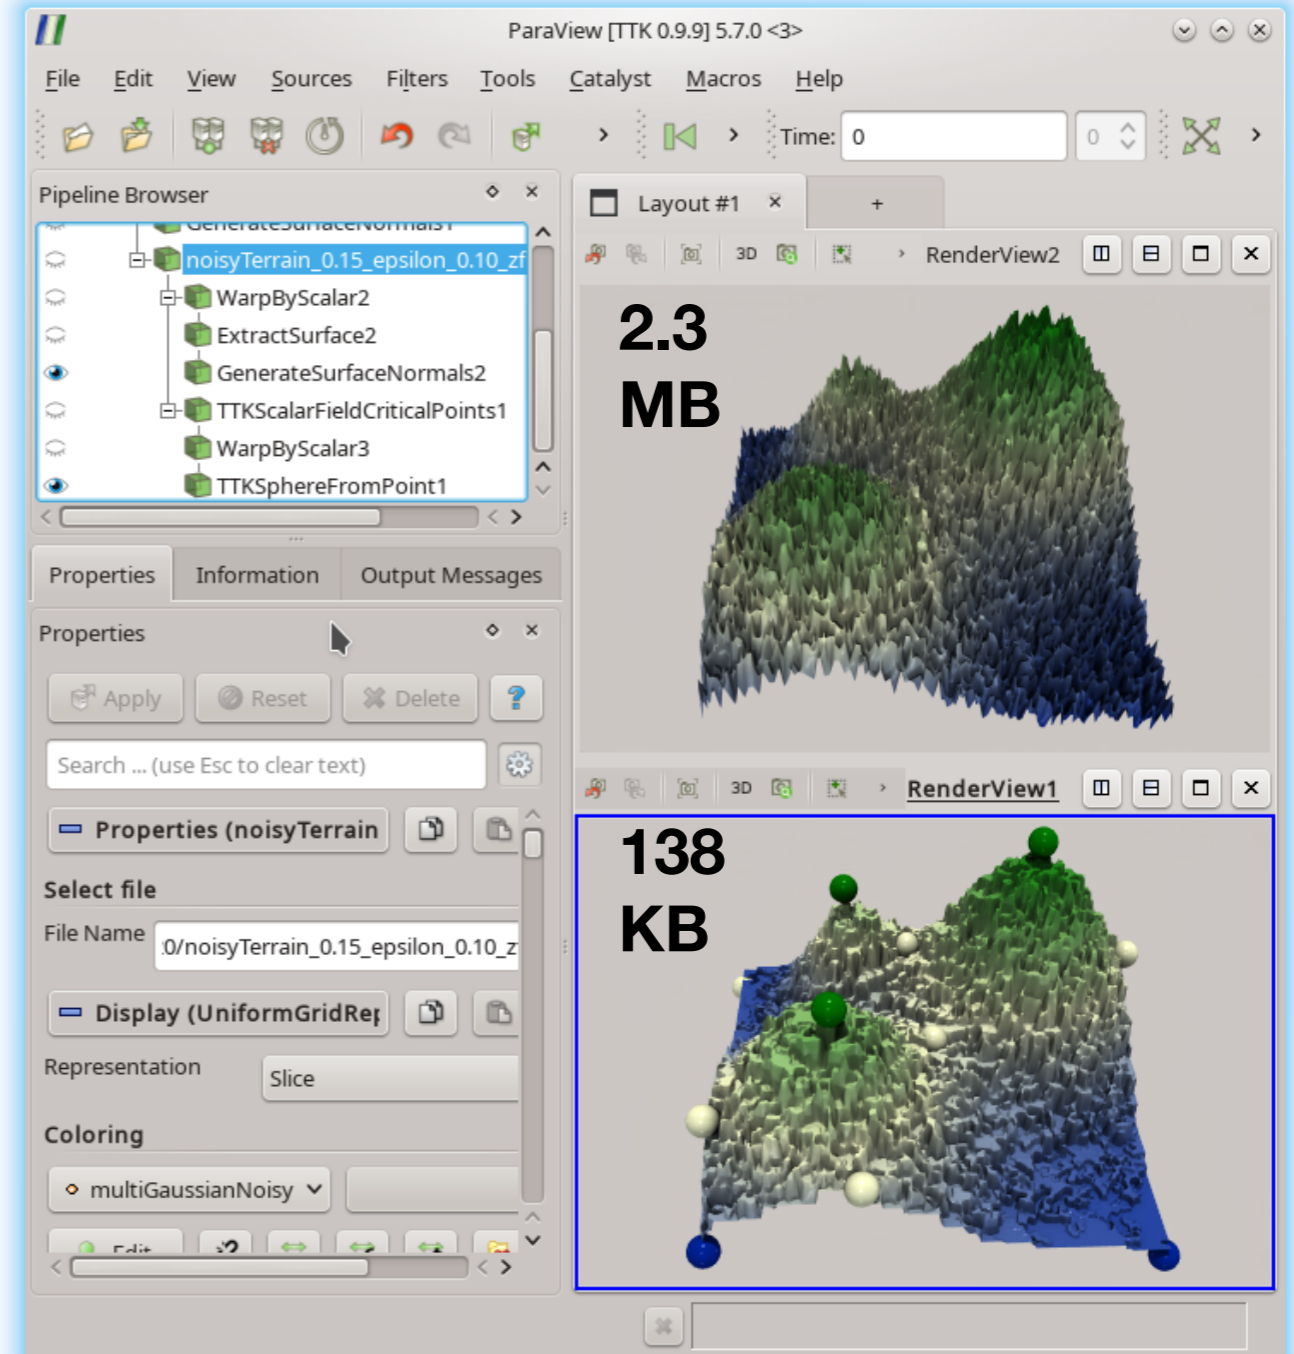 ParaView [TTK 0.9.9] 5.7.0 <3>
File Edit View Sources Filters Tools Catalyst Macros Help
Time: 0 0
Pipeline Browser
GenerateSurfaceNormals1
noisyTerrain_0.15_epsilon_0.10_zf
WarpByScalar2
ExtractSurface2
GenerateSurfaceNormals2
TTKScalarFieldCriticalPoints1
WarpByScalar3
TTKSphereFromPoint1
Properties Information Output Messages
Properties
Apply Reset Delete ?
Search ... (use Esc to clear text)
Properties (noisyTerrain
Select file
File Name :0/noisyTerrain_0.15_epsilon_0.10_z
Display (UniformGridRep
Representation Slice
Coloring
multiGaussianNoisy
Edit
Layout #1 +
3D RenderView2
2.3
MB
3D RenderView1
138
KB